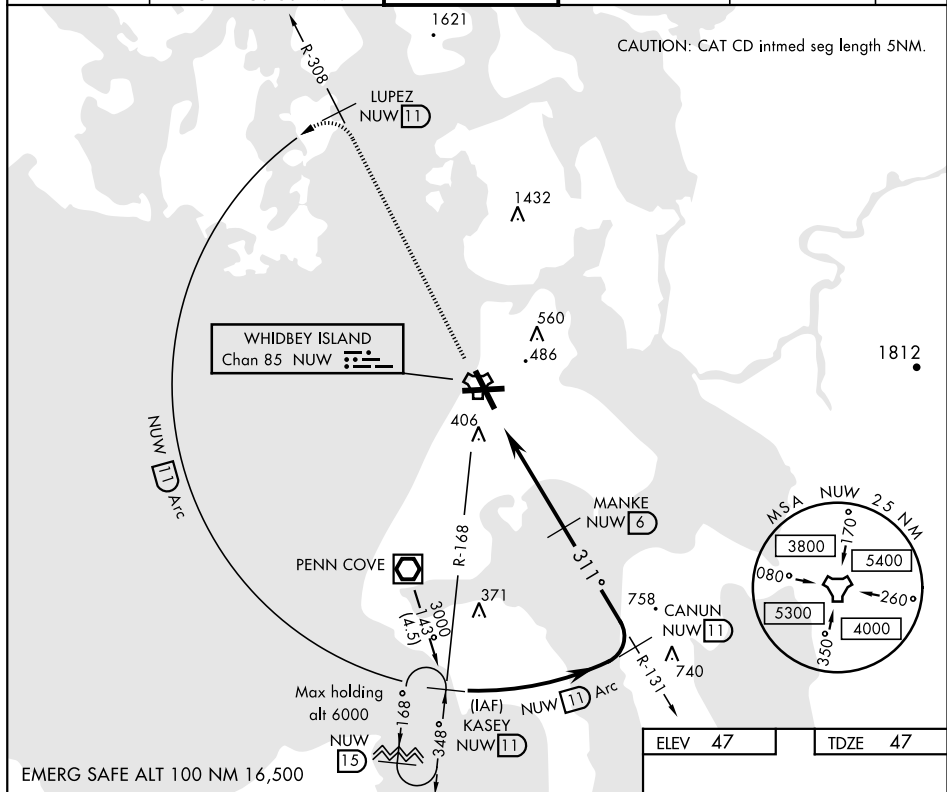 1621
CAUTION: CAT CD intmed seg length 5NM.
R-308
LUPEZ
NUW 11
1432
WHIDBEY ISLAND
Chan 85 NUW
560
486
1812
406
NUW 11 Arc
R-168
MANKE
NUW 6
311°
MSA NUW 25 NM
170°
3800
5400
080°
260°
5300
4000
350°
PENN COVE
3000
143°
(4.5)
371
758
CANUN
NUW 11
740
R-131
NUW 11 Arc
(IAF)
KASEY
NUW 11
Max holding
alt 6000
168°
348°
NUW
15
ELEV 47
TDZE 47
EMERG SAFE ALT 100 NM 16,500